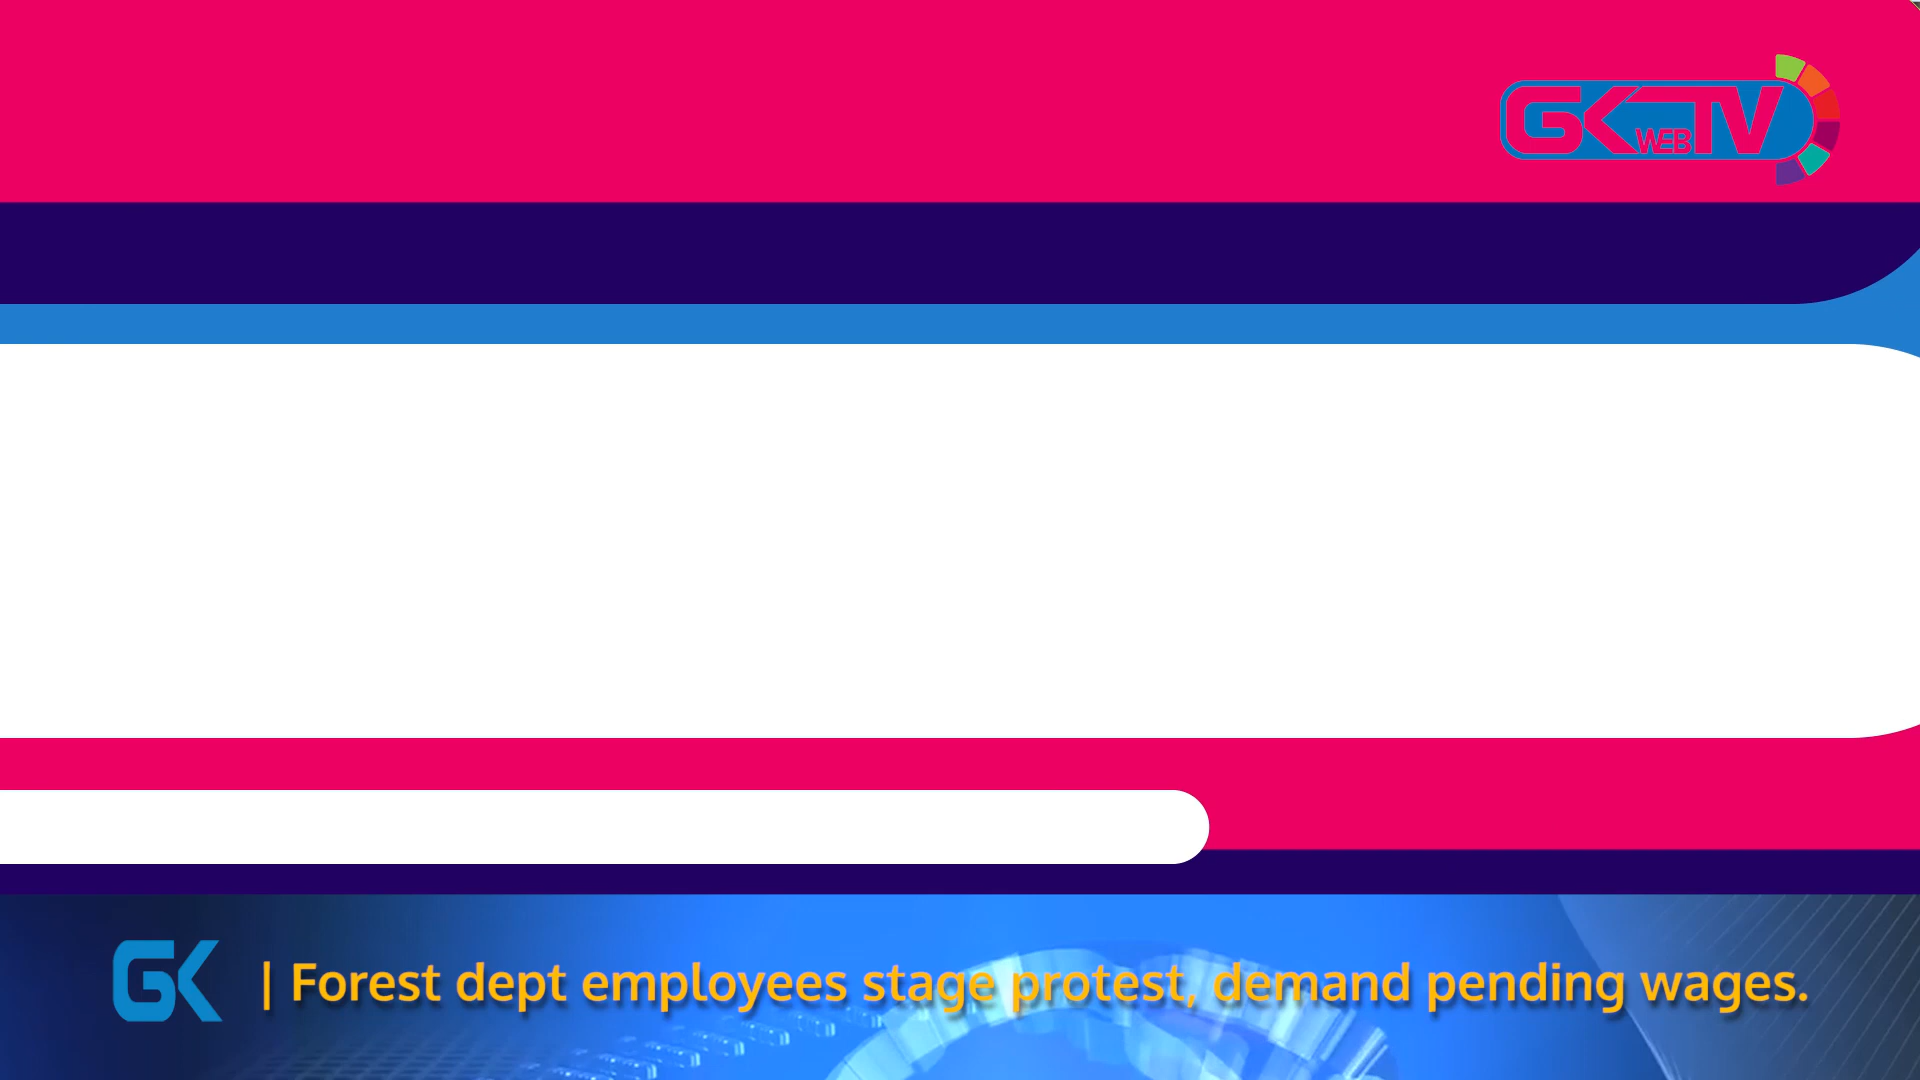 GK WEB TV
GK | Forest dept employees stage protest, demand pending wages.